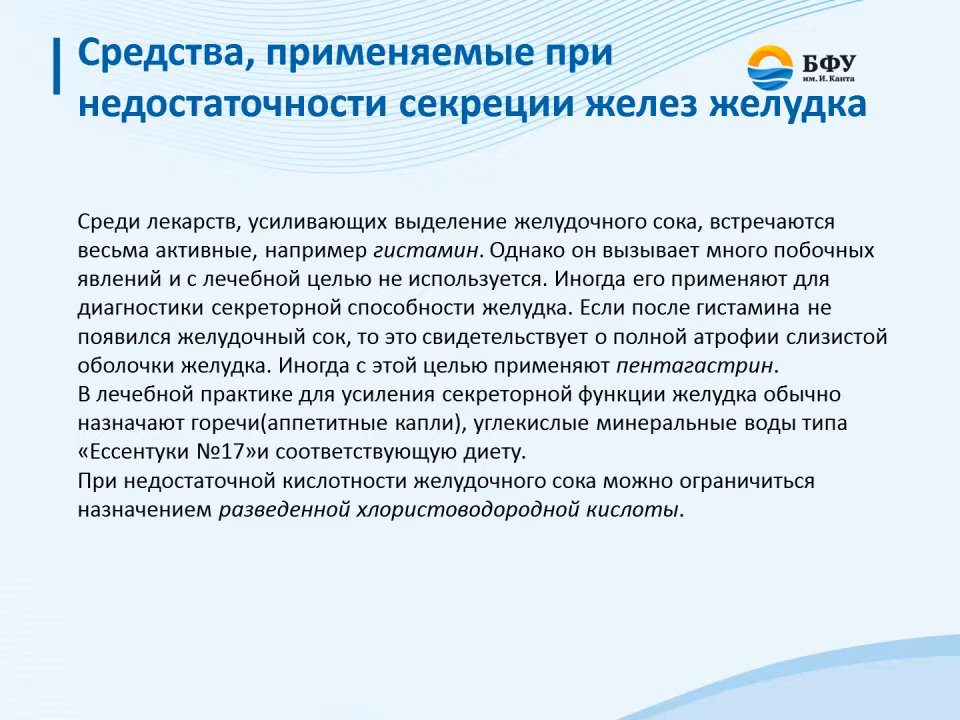 Средства, применяемые при
недостаточности секреции желез желудка
БФУ
им. И. Канта
Среди лекарств, усиливающих выделение желудочного сока, встречаются
весьма активные, например гистамин. Однако он вызывает много побочных
явлений и с лечебной целью не используется. Иногда его применяют для
диагностики секреторной способности желудка. Если после гистамина не
появился желудочный сок, то это свидетельствует о полной атрофии слизистой
оболочки желудка. Иногда с этой целью применяют пентагастрин.
В лечебной практике для усиления секреторной функции желудка обычно
назначают горечи(аппетитные капли), углекислые минеральные воды типа
«Ессентуки №17»и соответствующую диету.
При недостаточной кислотности желудочного сока можно ограничиться
назначением разведенной хлористоводородной кислоты.